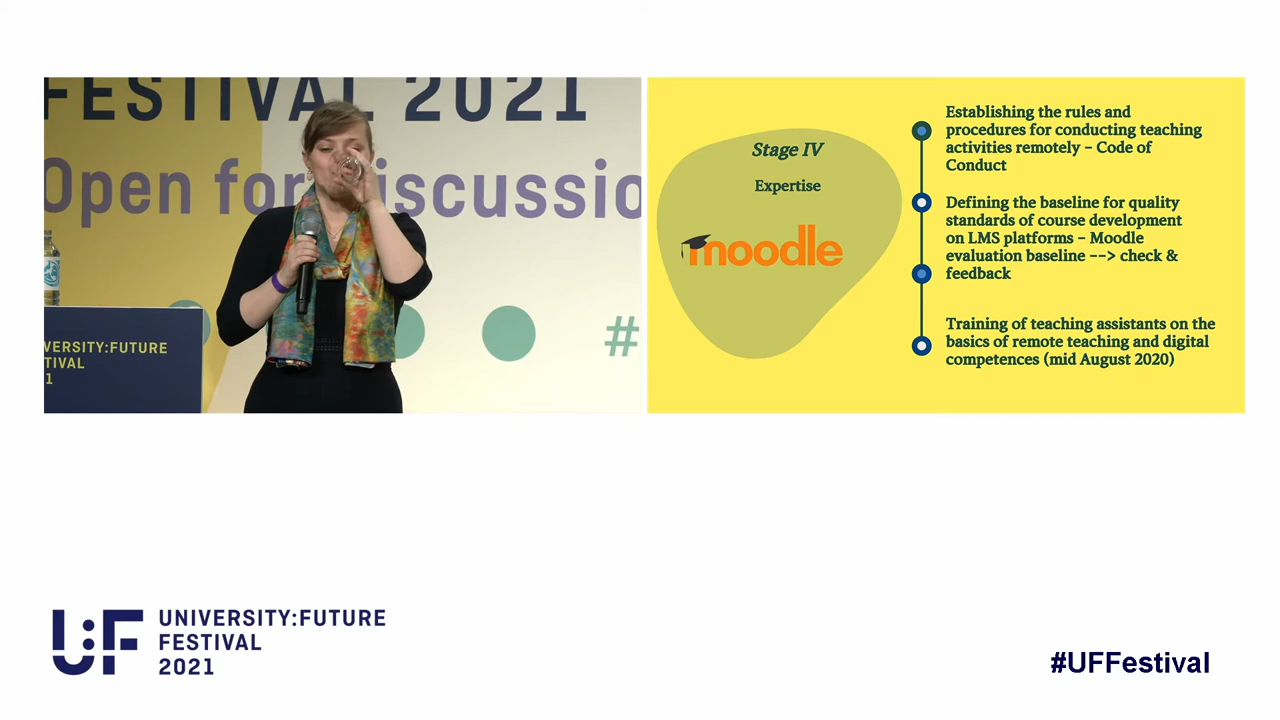 FESTIVAL 2021
Open for discussio
#
VERSITY:FUTURE
TIVAL
1
Stage IV
Expertise
moodle
Establishing the rules and
procedures for conducting teaching
activities remotely – Code of
Conduct
Defining the baseline for quality
standards of course development
on LMS platforms – Moodle
evaluation baseline --> check &
feedback
Training of teaching assistants on the
basics of remote teaching and digital
competences (mid August 2020)
U:F
UNIVERSITY:FUTURE
FESTIVAL
2021
#UFFestival